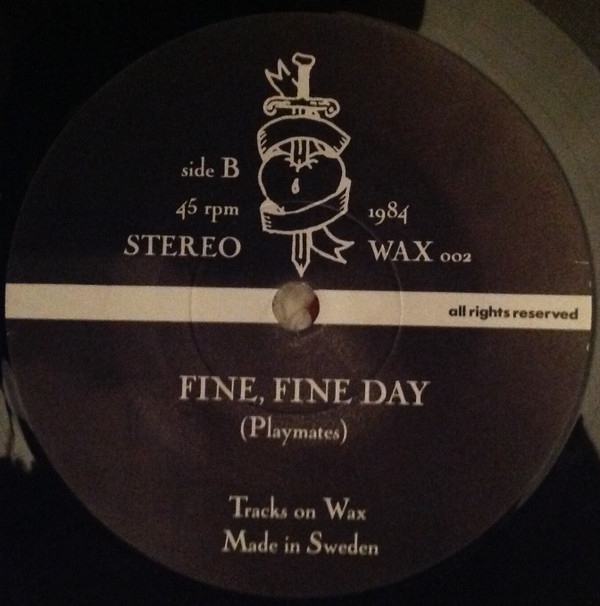 side B
45 rpm 1984
STEREO WAX 002
all rights reserved
FINE, FINE DAY
(Playmates)
Tracks on Wax
Made in Sweden